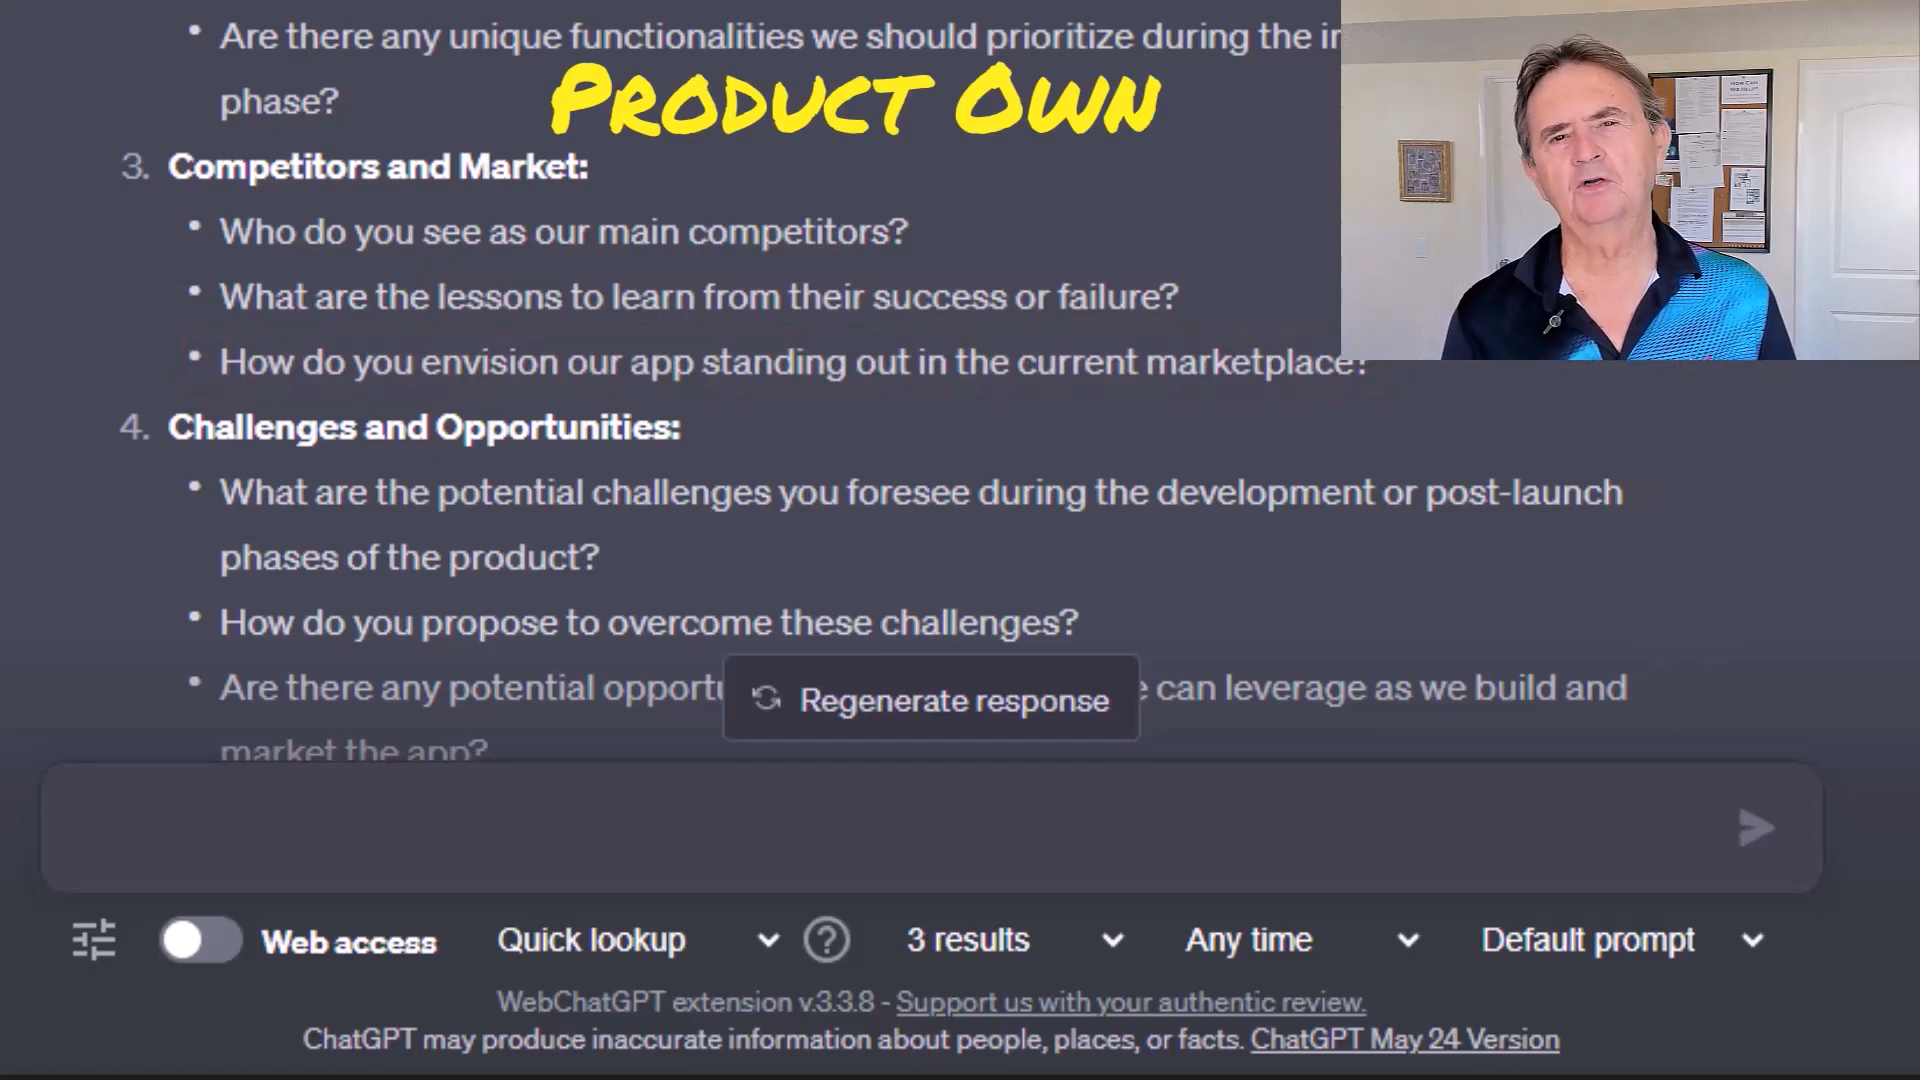 • Are there any unique functionalities we should prioritize during the
phase?
PRODUCT OWN
3. Competitors and Market:
• Who do you see as our main competitors?
• What are the lessons to learn from their success or failure?
• How do you envision our app standing out in the current marketplace?
4. Challenges and Opportunities:
• What are the potential challenges you foresee during the development or post-launch
phases of the product?
• How do you propose to overcome these challenges?
• Are there any potential can leverage as we build and
market the app?
Regenerate response
Web access
Quick lookup
3 results
Any time
Default prompt
WebChatGPT extension v.3.3.8 - Support us with your authentic review.
ChatGPT may produce inaccurate information about people, places, or facts. ChatGPT May 24 Version
HOW CAN
WE HELP?